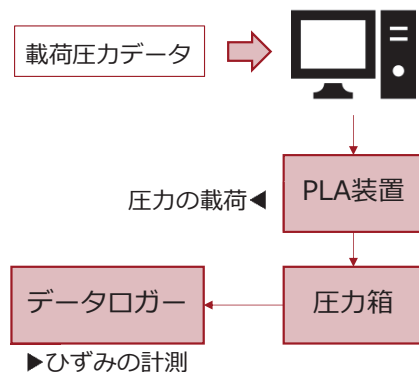 載荷圧力データ
PLA装置
圧力の載荷◀
データロガー
圧力箱
▶ひずみの計測